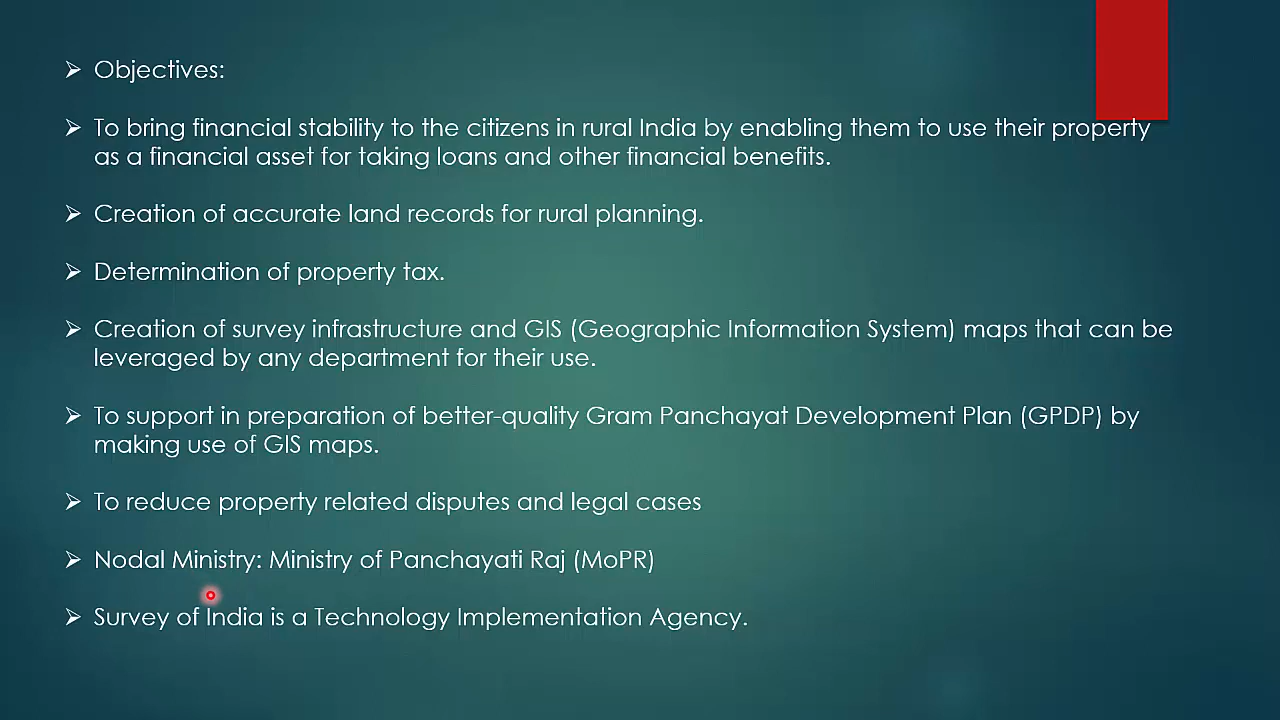 Objectives:
To bring financial stability to the citizens in rural India by enabling them to use their property
as a financial asset for taking loans and other financial benefits.
Creation of accurate land records for rural planning.
Determination of property tax.
Creation of survey infrastructure and GIS (Geographic Information System) maps that can be
leveraged by any department for their use.
To support in preparation of better-quality Gram Panchayat Development Plan (GPDP) by
making use of GIS maps.
To reduce property related disputes and legal cases
Nodal Ministry: Ministry of Panchayati Raj (MoPR)
Survey of India is a Technology Implementation Agency.